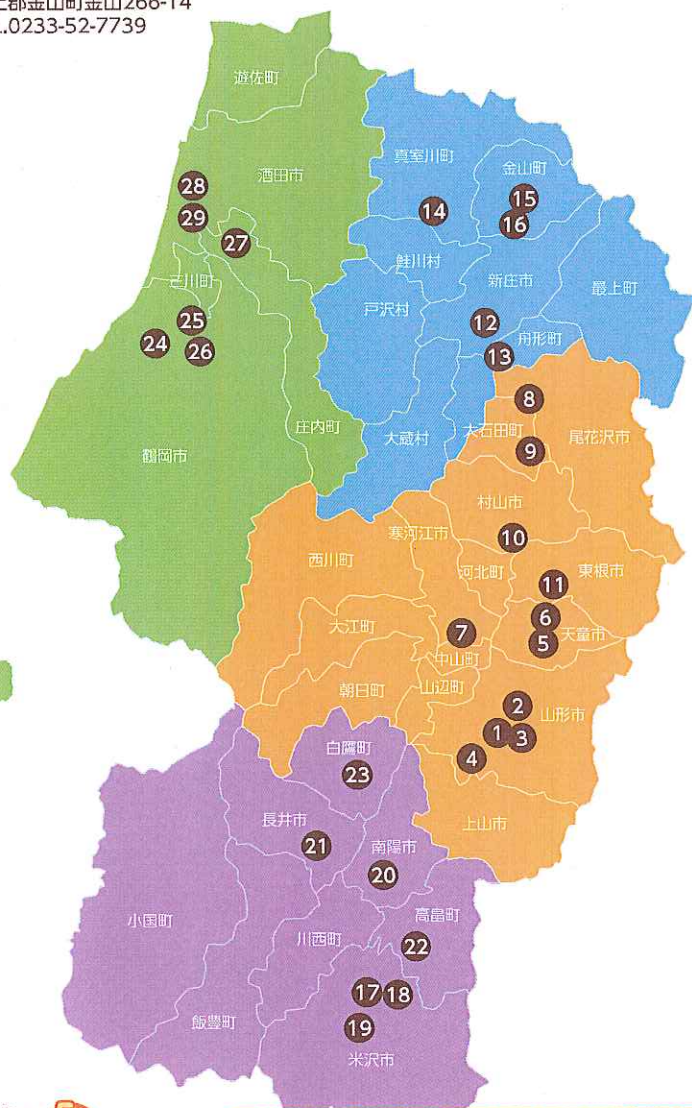 上郡金山町金山266-14
.0233-52-7739
遊佐町
酒田市
真室川町
金山町
28
29
27
14
15
16
鮭川村
新庄市
最上町
三川町
戸沢村
25
24
26
12
13
舟形町
庄内町
大蔵村
8
大石田町
尾花沢市
9
鶴岡市
村山市
寒河江市
10
西川町
河北町
東根市
11
大江町
7
6
5
天童市
中山町
朝日町
山辺町
2
山形市
1
3
4
白鷹町
23
長井市
21
南陽市
20
上山市
小国町
川西町
高畠町
22
17
18
飯豊町
19
米沢市